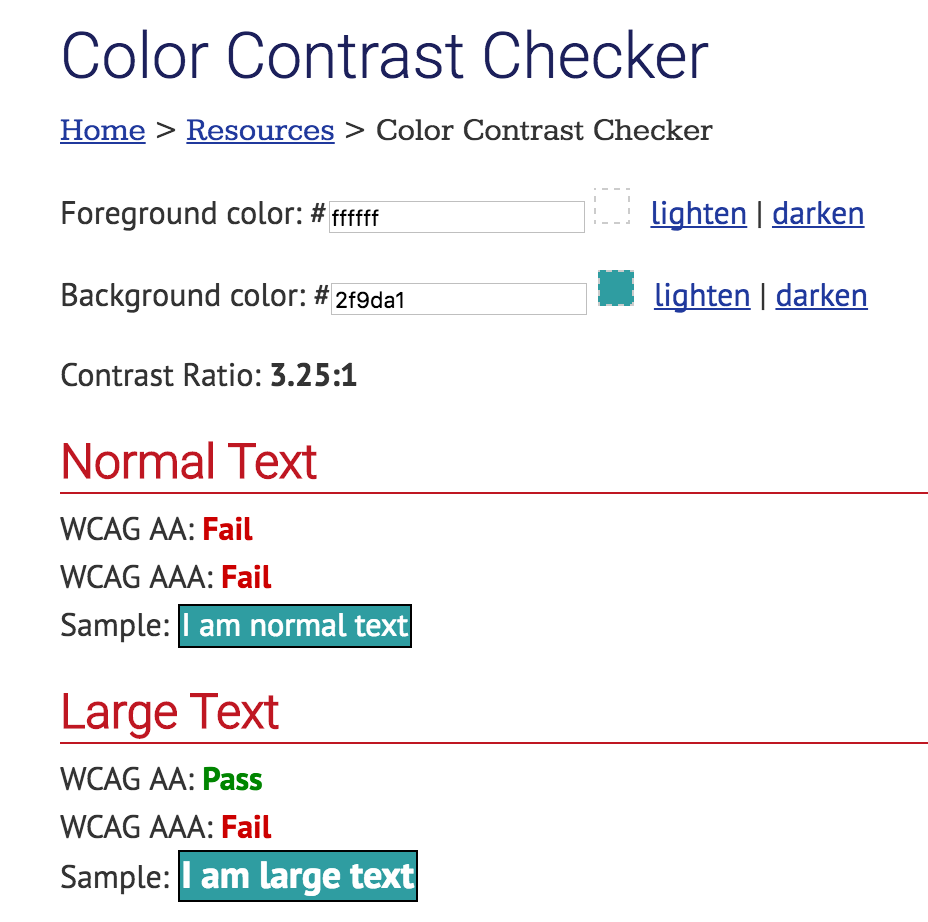 Color Contrast Checker
Home > Resources > Color Contrast Checker
Foreground color: #ffffff lighten | darken
Background color: #2f9da1 lighten | darken
Contrast Ratio: 3.25:1
Normal Text
WCAG AA: Fail
WCAG AAA: Fail
Sample: I am normal text
Large Text
WCAG AA: Pass
WCAG AAA: Fail
Sample: I am large text